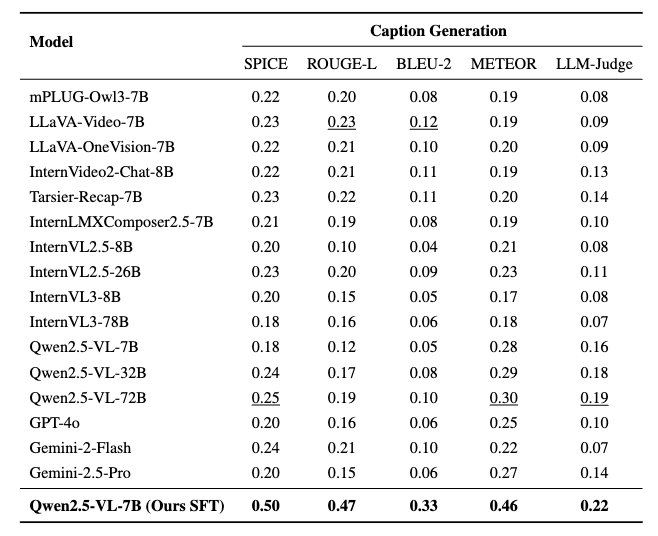 Model Caption Generation
SPICE ROUGE-L BLEU-2 METEOR LLM-Judge
mPLUG-Owl3-7B 0.22 0.20 0.08 0.19 0.08
LLaVA-Video-7B 0.23 0.23 0.12 0.19 0.09
LLaVA-OneVision-7B 0.22 0.21 0.10 0.20 0.09
InternVideo2-Chat-8B 0.22 0.21 0.11 0.19 0.13
Tarsier-Recap-7B 0.23 0.22 0.11 0.20 0.14
InternLMXComposer2.5-7B 0.21 0.19 0.08 0.19 0.10
InternVL2.5-8B 0.20 0.10 0.04 0.21 0.08
InternVL2.5-26B 0.23 0.20 0.09 0.23 0.11
InternVL3-8B 0.20 0.15 0.05 0.17 0.08
InternVL3-78B 0.18 0.16 0.06 0.18 0.07
Qwen2.5-VL-7B 0.18 0.12 0.05 0.28 0.16
Qwen2.5-VL-32B 0.24 0.17 0.08 0.29 0.18
Qwen2.5-VL-72B 0.25 0.19 0.10 0.30 0.19
GPT-4o 0.20 0.16 0.06 0.25 0.10
Gemini-2-Flash 0.24 0.21 0.10 0.22 0.07
Gemini-2.5-Pro 0.20 0.15 0.06 0.27 0.14
Qwen2.5-VL-7B (Ours SFT) 0.50 0.47 0.33 0.46 0.22